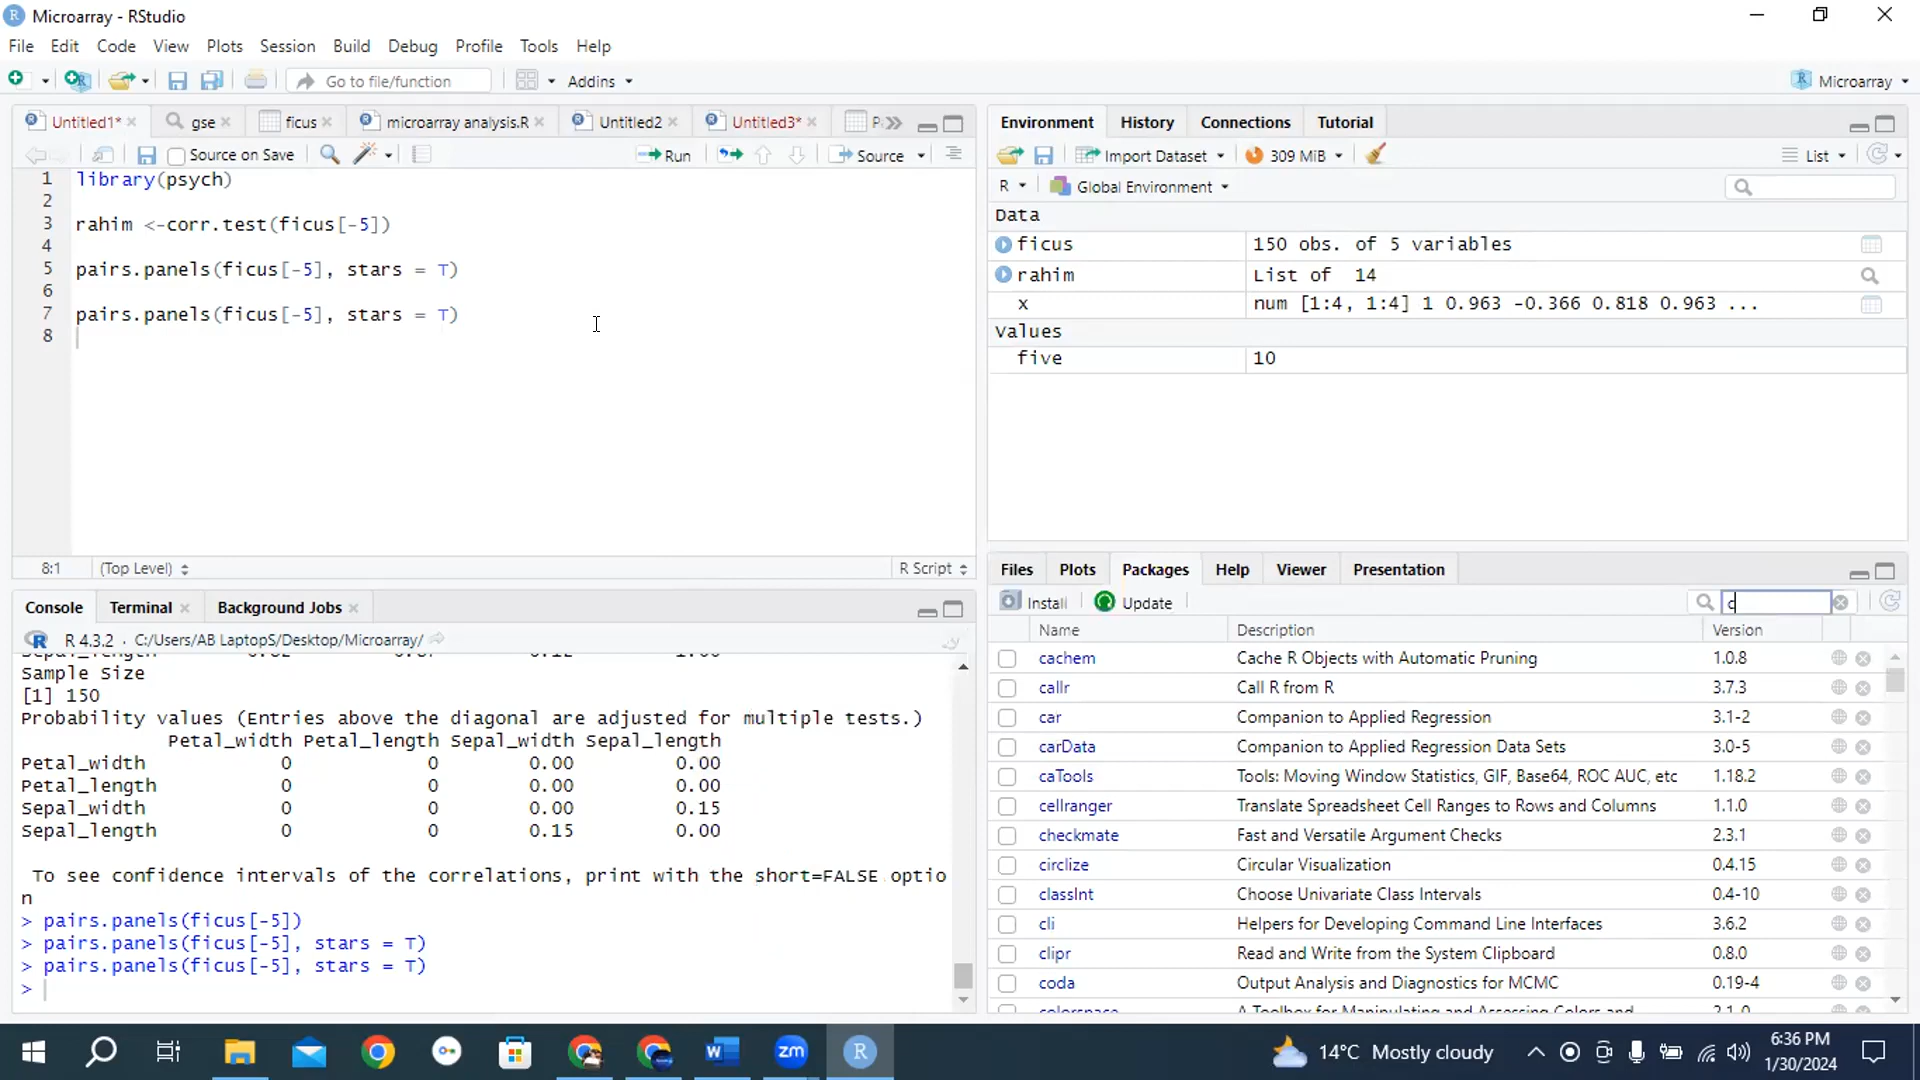 Microarray - RStudio
File Edit Code View Plots Session Build Debug Profile Tools Help
Go to file/function Addins Microarray
Untitled1* gse ficus microarray analysis.R Untitled2 Untitled3*
Source on Save Run Source
1 library(psych)
2
3 rahim <-corr.test(ficus[-5])
4
5 pairs.panels(ficus[-5], stars = T)
6
7 pairs.panels(ficus[-5], stars = T)
8
8:1 (Top Level) R Script
Console Terminal Background Jobs
R 4.3.2 · C:/Users/AB LaptopS/Desktop/Microarray/
Sample Size
[1] 150
Probability values (Entries above the diagonal are adjusted for multiple tests.)
Petal_width Petal_length Sepal_width Sepal_length
Petal_width 0 0 0.00 0.00
Petal_length 0 0 0.00 0.00
Sepal_width 0 0 0.00 0.15
Sepal_length 0 0 0.15 0.00
To see confidence intervals of the correlations, print with the short=FALSE optio
n
> pairs.panels(ficus[-5])
> pairs.panels(ficus[-5], stars = T)
> pairs.panels(ficus[-5], stars = T)
>
Environment History Connections Tutorial
Import Dataset 309 MiB List
R Global Environment
Data
ficus 150 obs. of 5 variables
rahim List of 14
x num [1:4, 1:4] 1 0.963 -0.366 0.818 0.963 ...
Values
five 10
Files Plots Packages Help Viewer Presentation
Install Update c
Name Description Version
cachem Cache R Objects with Automatic Pruning 1.0.8
callr Call R from R 3.7.3
car Companion to Applied Regression 3.1-2
carData Companion to Applied Regression Data Sets 3.0-5
caTools Tools: Moving Window Statistics, GIF, Base64, ROC AUC, etc 1.18.2
cellranger Translate Spreadsheet Cell Ranges to Rows and Columns 1.1.0
checkmate Fast and Versatile Argument Checks 2.3.1
circlize Circular Visualization 0.4.15
classInt Choose Univariate Class Intervals 0.4-10
cli Helpers for Developing Command Line Interfaces 3.6.2
clipr Read and Write from the System Clipboard 0.8.0
coda Output Analysis and Diagnostics for MCMC 0.19-4
14°C Mostly cloudy 6:36 PM
1/30/2024